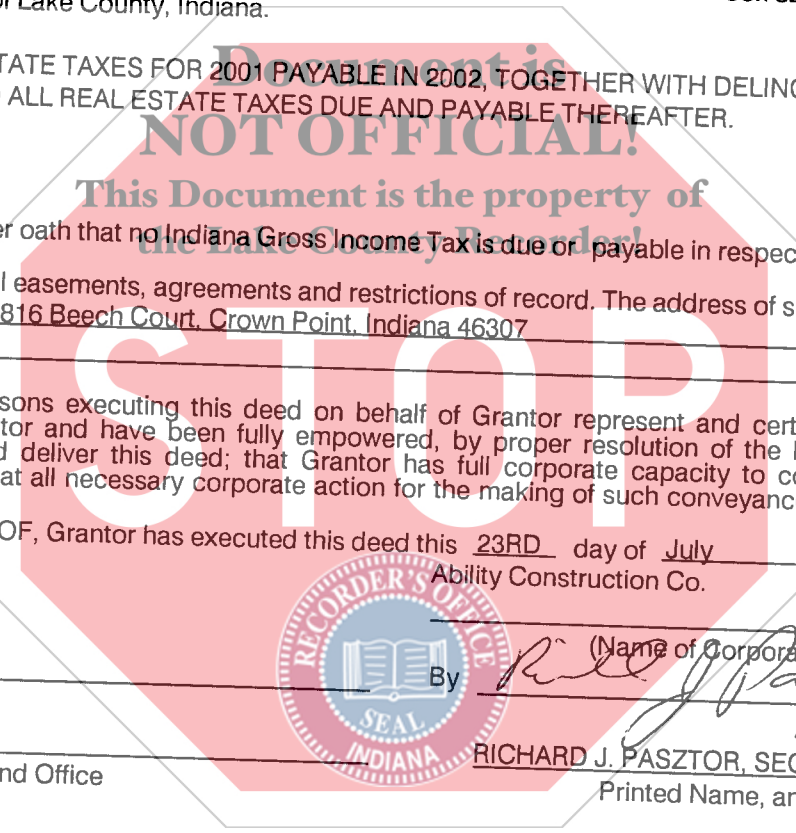 of Lake County, Indiana.
Document is
TATE TAXES FOR 2001 PAYABLE IN 2002, TOGETHER WITH DELINQ
ALL REAL ESTATE TAXES DUE AND PAYABLE THEREAFTER.
NOT OFFICIAL!
This Document is the property of
er oath that no Indiana Gross Income Tax is due or payable in respec
the Lake County Recorder!
l easements, agreements and restrictions of record. The address of s
816 Beech Court, Crown Point, Indiana 46307
STOP
sons executing this deed on behalf of Grantor represent and cert
tor and have been fully empowered, by proper resolution of the
d deliver this deed; that Grantor has full corporate capacity to co
at all necessary corporate action for the making of such conveyanc
OF, Grantor has executed this deed this 23RD day of July
Ability Construction Co.
(Name of Corpora
By
RECORDER'S OFFICE
SEAL
INDIANA
RICHARD J. PASZTOR, SEC
nd Office
Printed Name, an